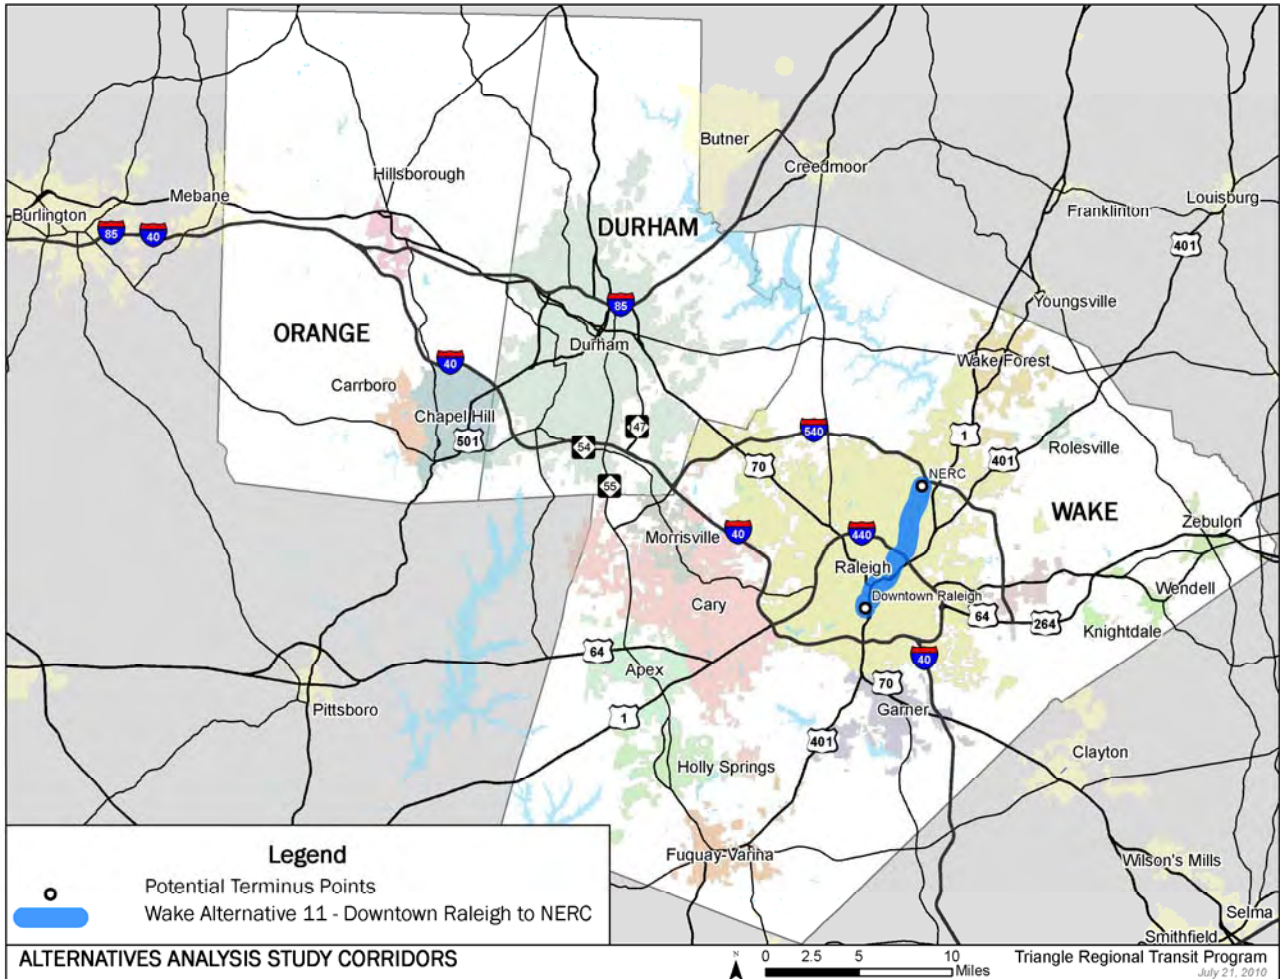 Butner
Creedmoor
Hillsborough
Mebane
Burlington
85
40
Franklinton
Louisburg
401
DURHAM
Youngsville
85
ORANGE
Durham
40
Wake Forest
Carrboro
Chapel Hill
501
54
147
540
1
70
401
Rolesville
NERC
55
WAKE
Morrisville
40
440
Zebulon
Raleigh
Cary
Downtown Raleigh
64
264
Wendell
Knightdale
64
Apex
40
70
Garner
Pittsboro
1
401
Clayton
Holly Springs
Fuquay-Varina
Wilson's Mills
Selma
Smithfield
Legend
Potential Terminus Points
Wake Alternative 11 - Downtown Raleigh to NERC
ALTERNATIVES ANALYSIS STUDY CORRIDORS
N
0 2.5 5 10
Miles
Triangle Regional Transit Program
July 21, 2010